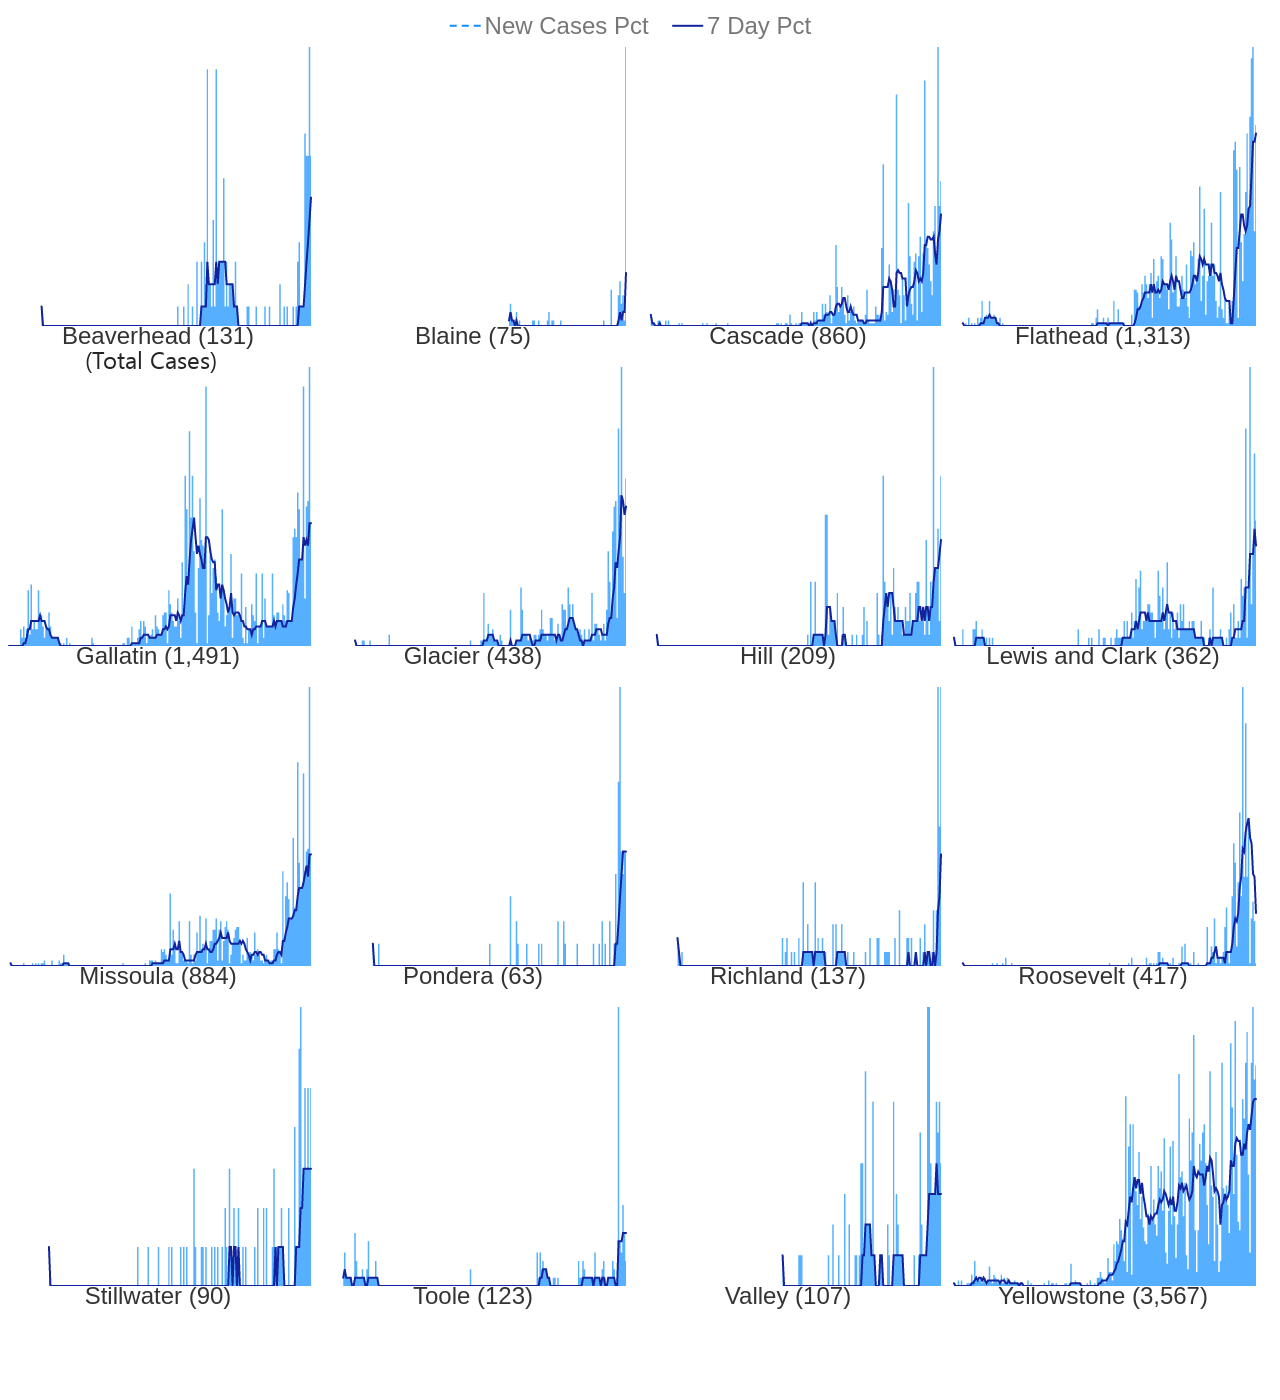 New Cases Pct 7 Day Pct
Beaverhead (131) Blaine (75) Cascade (860) Flathead (1,313)
(Total Cases)
Gallatin (1,491) Glacier (438) Hill (209) Lewis and Clark (362)
Missoula (884) Pondera (63) Richland (137) Roosevelt (417)
Stillwater (90) Toole (123) Valley (107) Yellowstone (3,567)